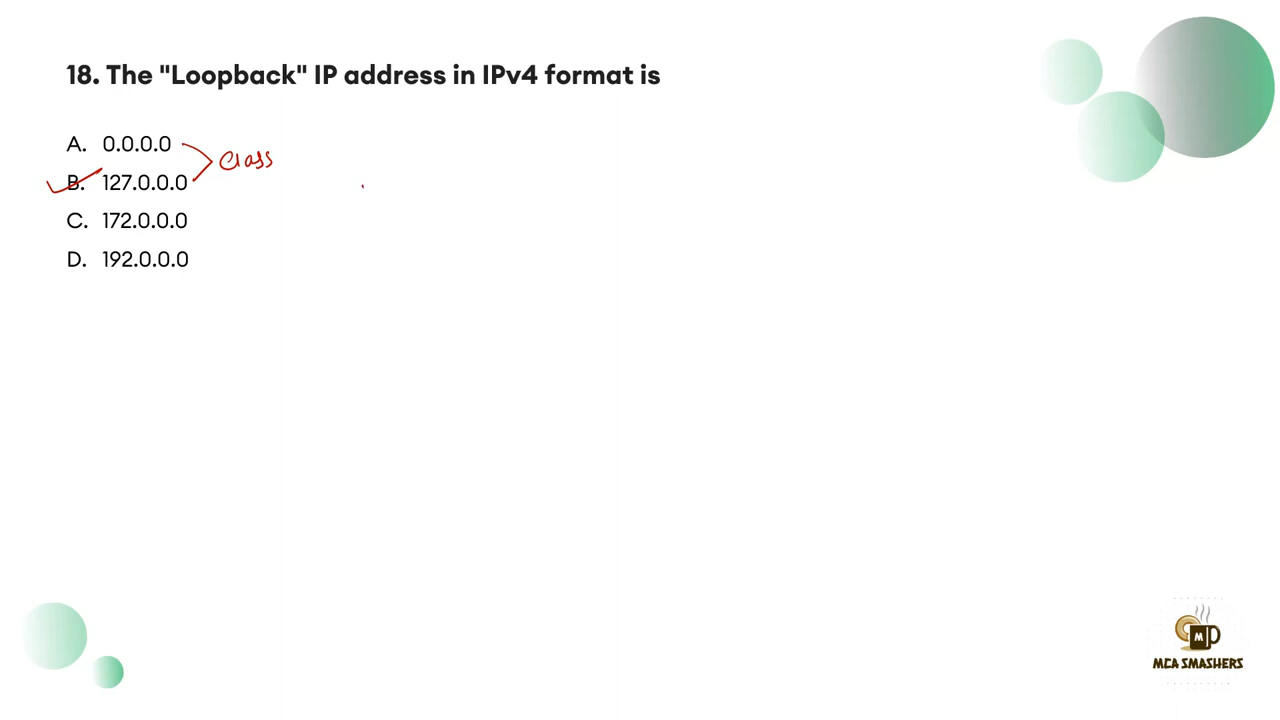 18. The "Loopback" IP address in IPv4 format is
A. 0.0.0.0
Class
B. 127.0.0.0
C. 172.0.0.0
D. 192.0.0.0
M
MCA SMASHERS